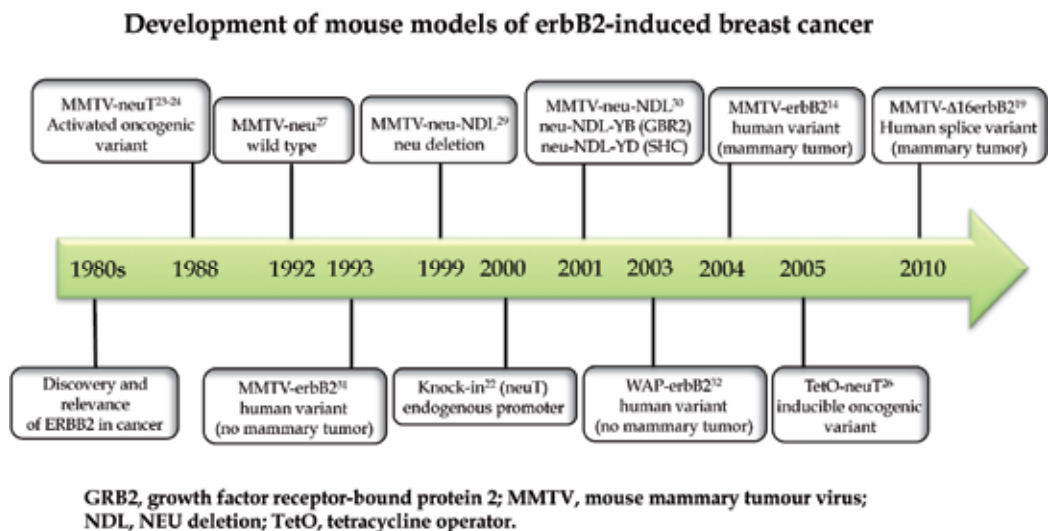 Development of mouse models of erbB2-induced breast cancer
MMTV-neuT23-24
Activated oncogenic
variant
MMTV-neu27
wild type
MMTV-neu-NDL29
neu deletion
MMTV-neu-NDL30
neu-NDL-YB (GBR2)
neu-NDL-YD (SHC)
MMTV-erbB214
human variant
(mammary tumor)
MMTV-Δ16erbB219
Human splice variant
(mammary tumor)
1980s 1988 1992 1993 1999 2000 2001 2003 2004 2005 2010
Discovery and
relevance
of ERBB2 in cancer
MMTV-erbB231
human variant
(no mammary tumor)
Knock-in22 (neuT)
endogenous promoter
WAP-erbB232
human variant
(no mammary tumor)
TetO-neuT26
inducible oncogenic
variant
GRB2, growth factor receptor-bound protein 2; MMTV, mouse mammary tumour virus;
NDL, NEU deletion; TetO, tetracycline operator.